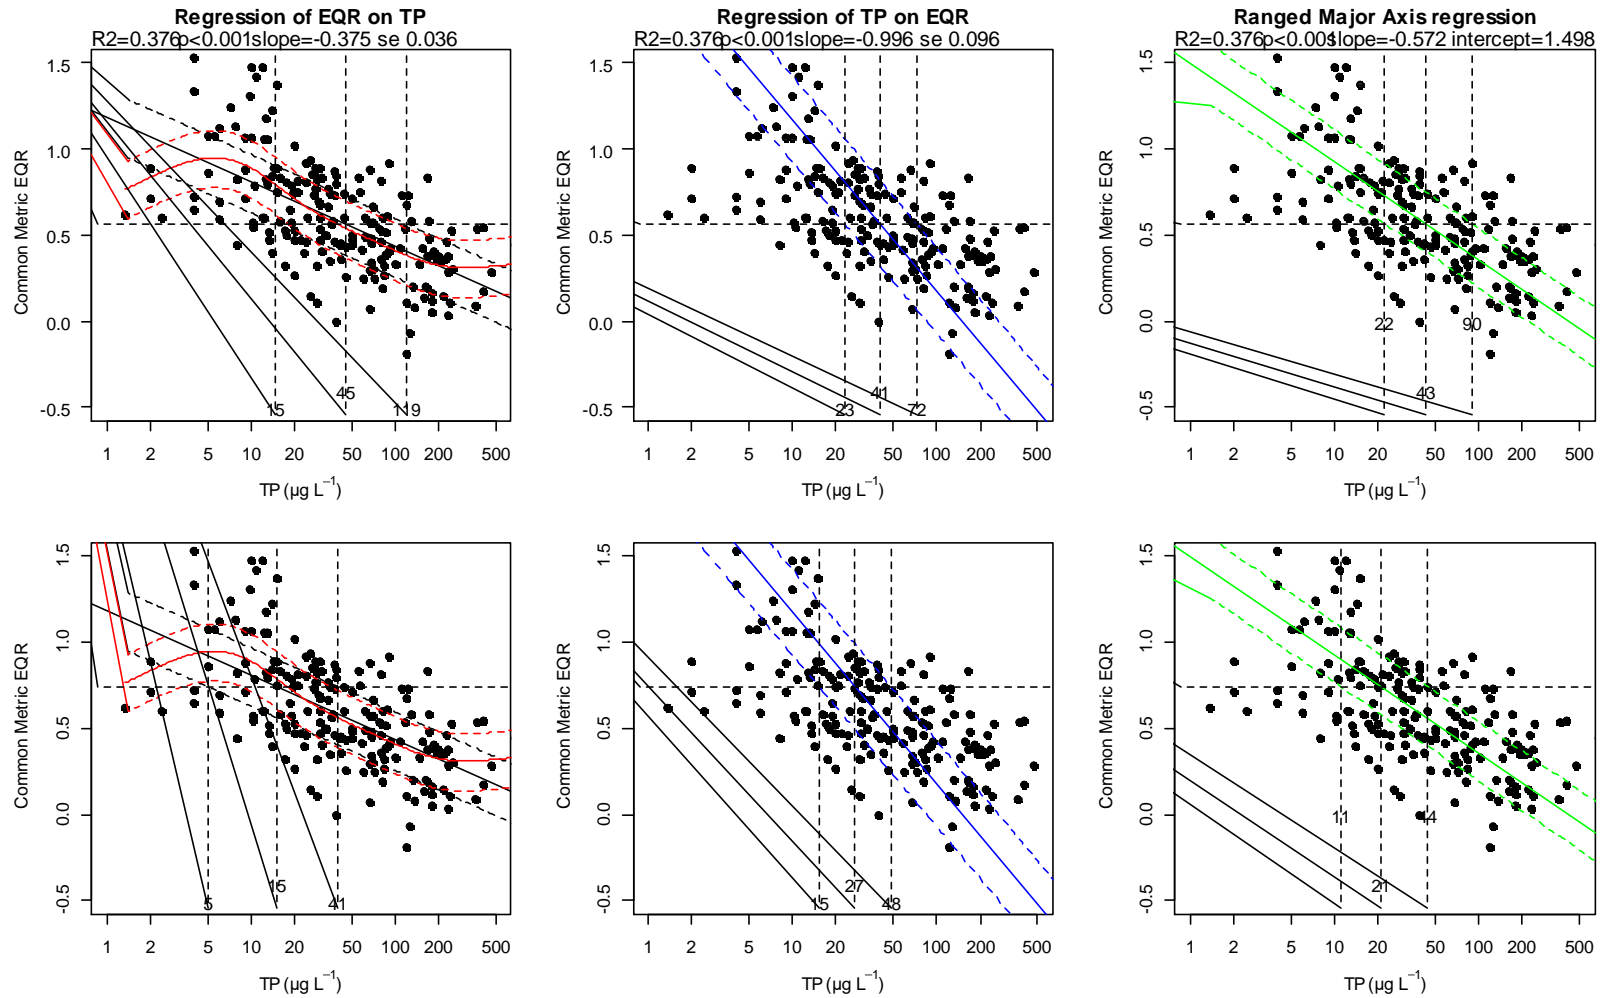 Regression of EQR on TP
R2=0.376p<0.001slope=-0.375 se 0.036
Common Metric EQR
1.5
1.0
0.5
0.0
-0.5
45
15
119
1 2 5 10 20 50 100 200 500
TP (µg L⁻¹)
Regression of TP on EQR
R2=0.376p<0.001slope=-0.996 se 0.096
Common Metric EQR
1.5
1.0
0.5
0.0
-0.5
41
23
72
1 2 5 10 20 50 100 200 500
TP (µg L⁻¹)
Ranged Major Axis regression
R2=0.376p<0.001slope=-0.572 intercept=1.498
Common Metric EQR
1.5
1.0
0.5
0.0
-0.5
22
90
43
1 2 5 10 20 50 100 200 500
TP (µg L⁻¹)
Common Metric EQR
1.5
1.0
0.5
0.0
-0.5
15
5
41
1 2 5 10 20 50 100 200 500
TP (µg L⁻¹)
Common Metric EQR
1.5
1.0
0.5
0.0
-0.5
27
15
48
1 2 5 10 20 50 100 200 500
TP (µg L⁻¹)
Common Metric EQR
1.5
1.0
0.5
0.0
-0.5
11
44
21
1 2 5 10 20 50 100 200 500
TP (µg L⁻¹)